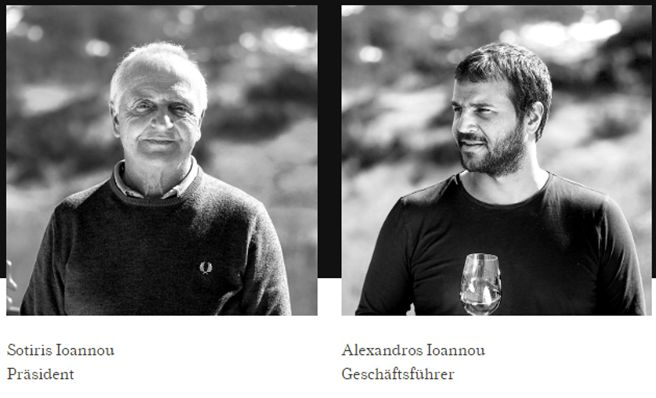 Sotiris Ioannou
Präsident
Alexandros Ioannou
Geschäftsführer